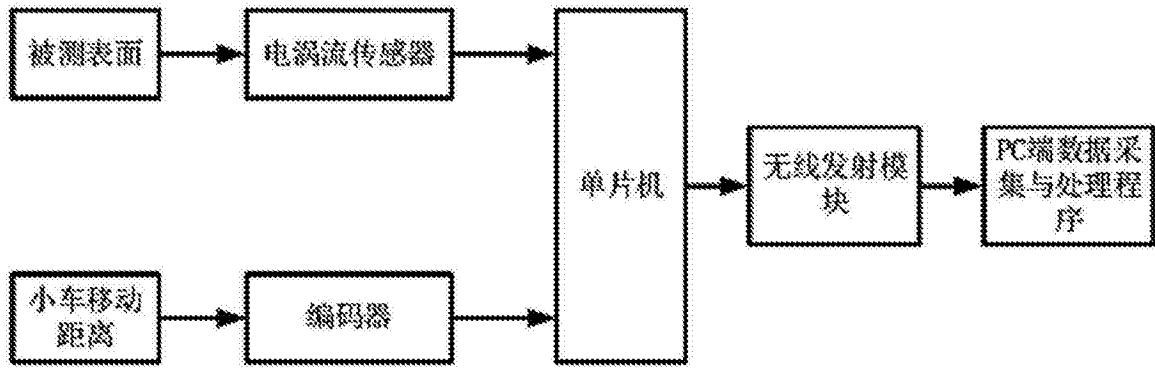 被测表面
电涡流传感器
单片机
无线发射模
块
PC端数据采
集与处理程
序
小车移动
距离
编码器